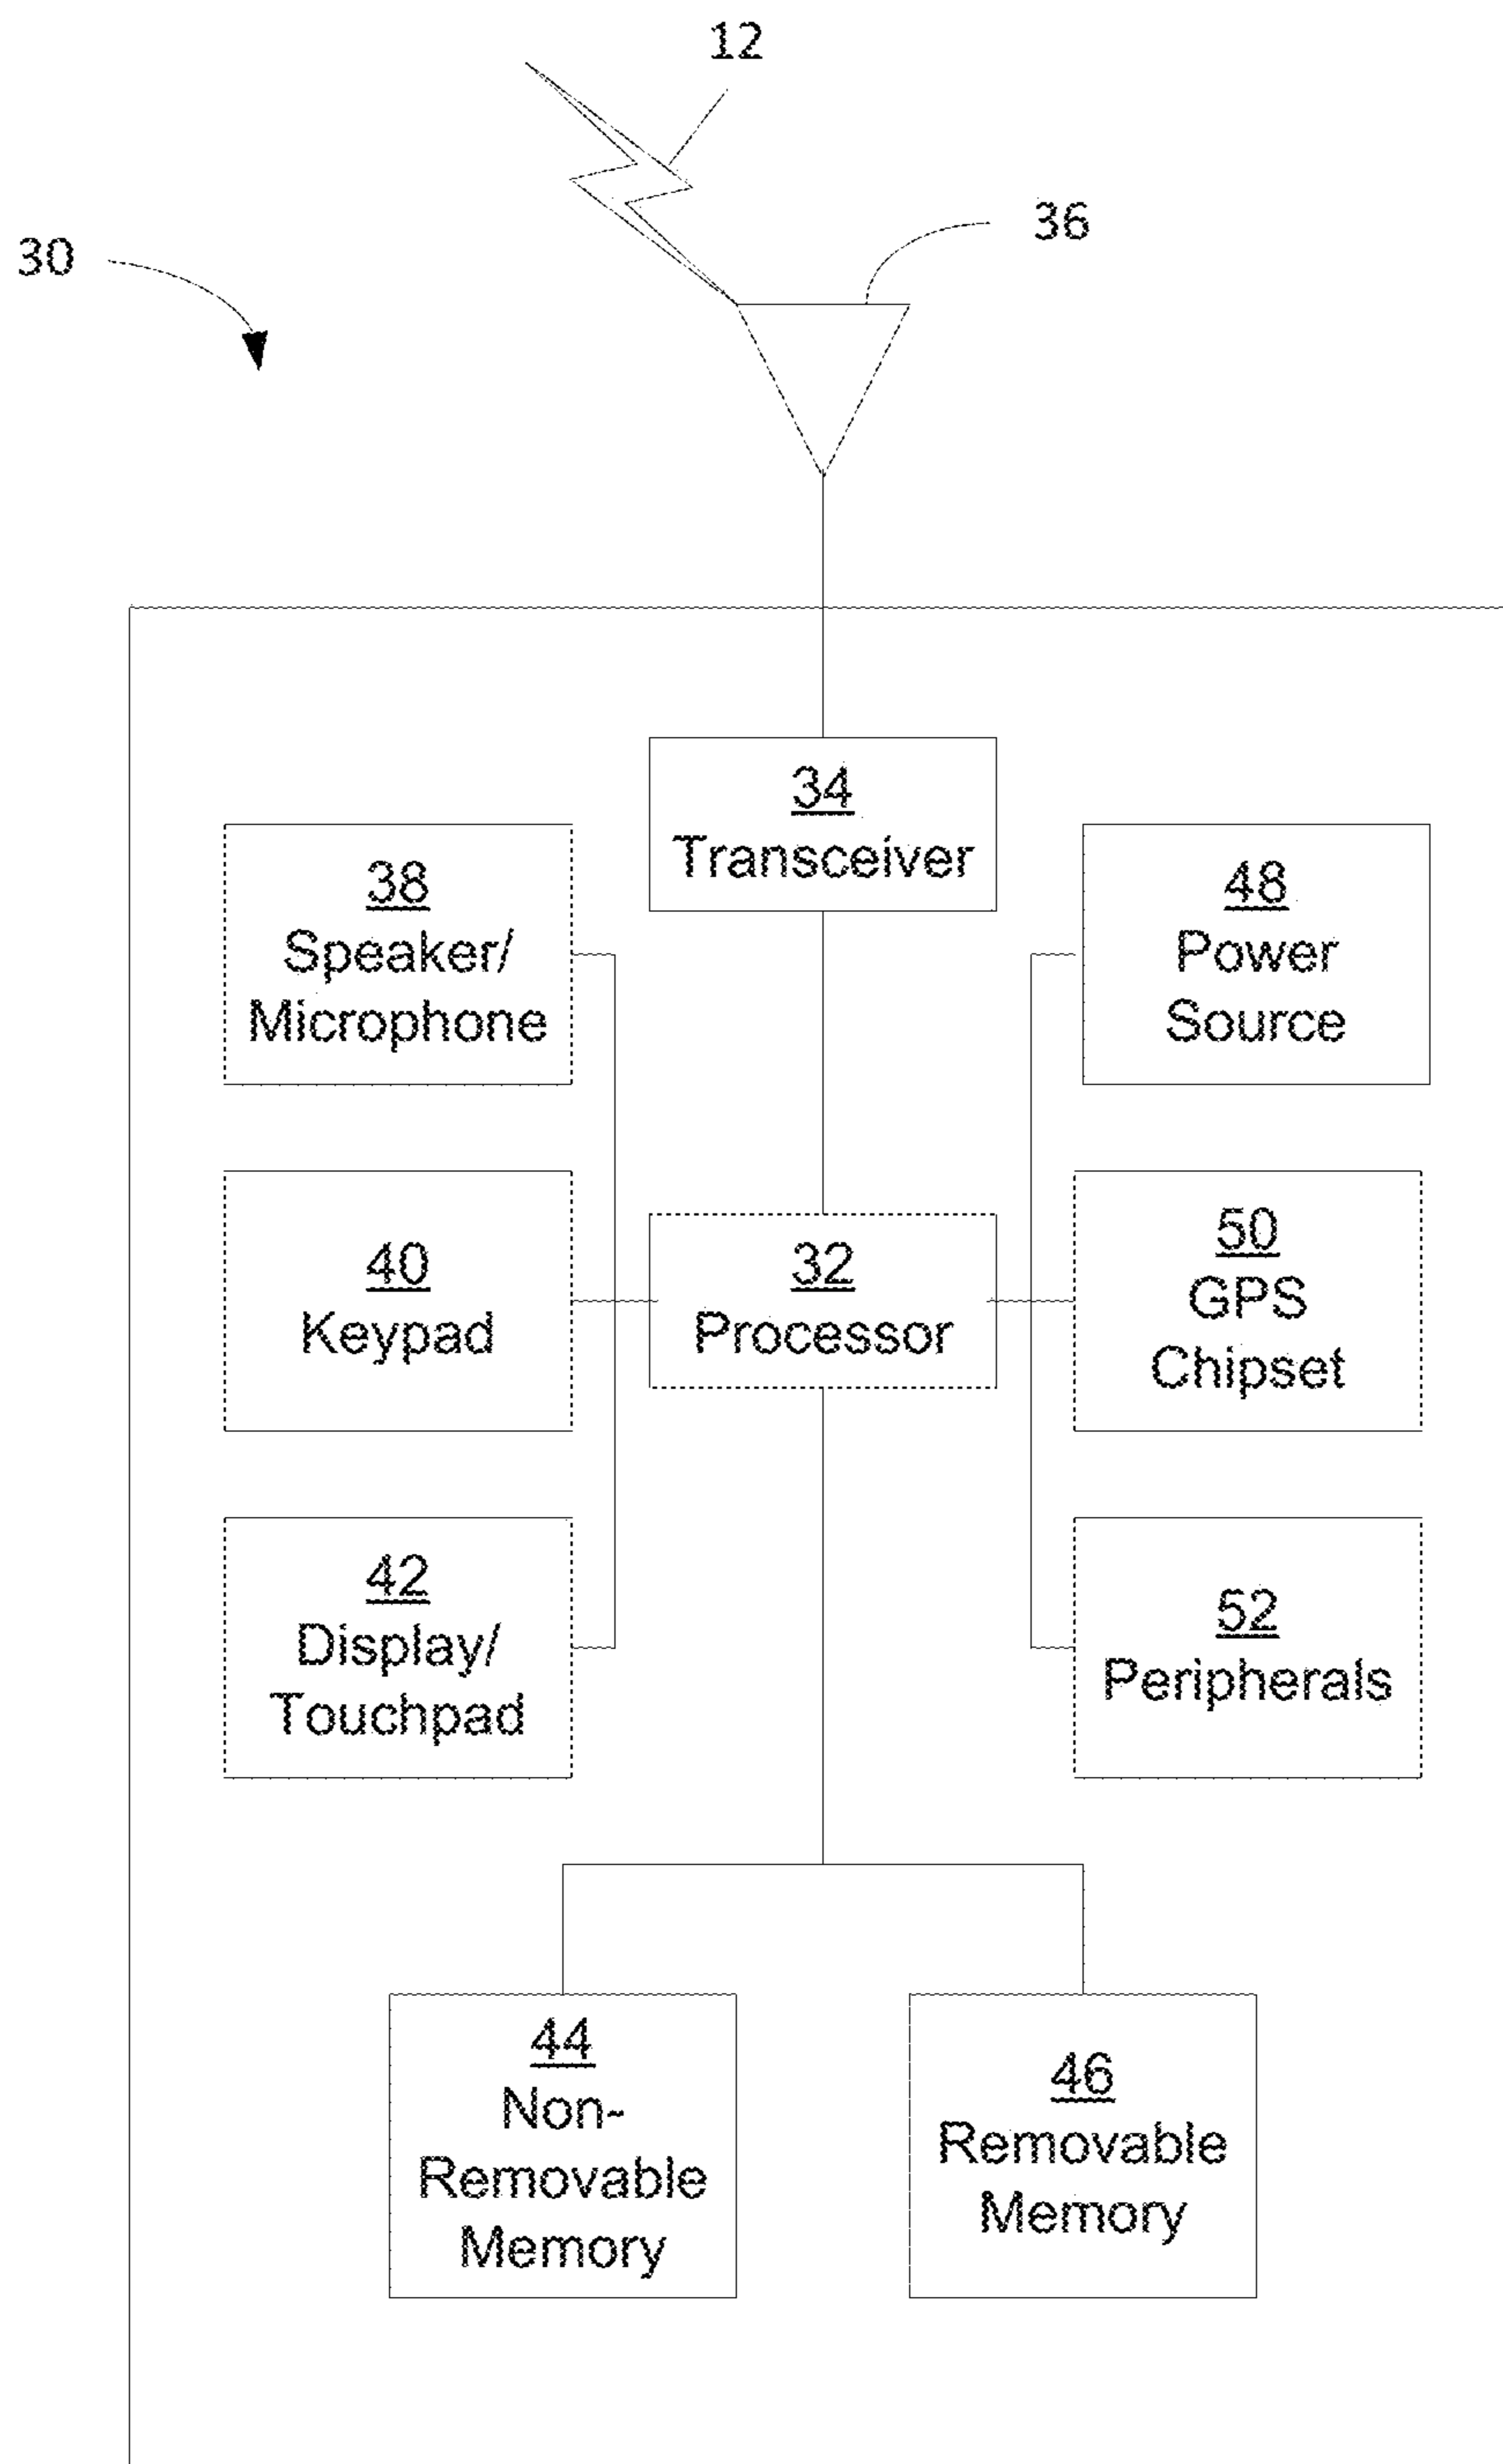 12
36
30
34
Transceiver
38
Speaker/
Microphone
48
Power
Source
40
Keypad
32
Processor
50
GPS
Chipset
42
Display/
Touchpad
52
Peripherals
44
Non-
Removable
Memory
46
Removable
Memory